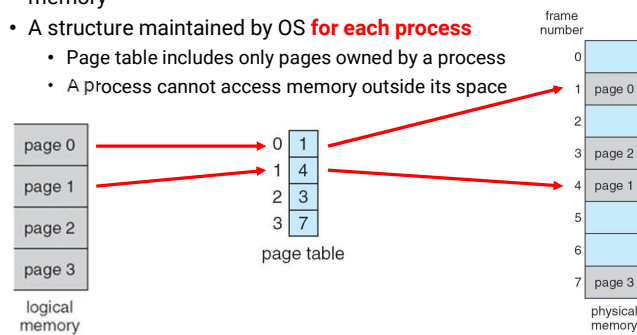 memory
• A structure maintained by OS for each process
• Page table includes only pages owned by a process
• A process cannot access memory outside its space
page 0
page 1
page 2
page 3
logical
memory
0 1
1 4
2 3
3 7
page table
frame
number
0
1 page 0
2
3 page 2
4 page 1
5
6
7 page 3
physical
memory